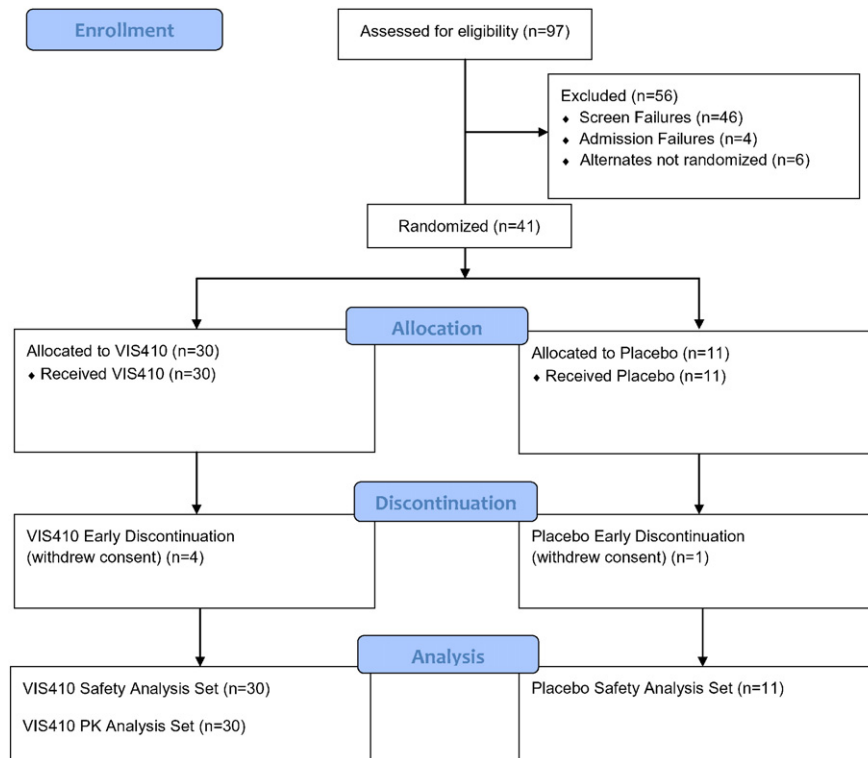 Enrollment
Assessed for eligibility (n=97)
Excluded (n=56)
♦ Screen Failures (n=46)
♦ Admission Failures (n=4)
♦ Alternates not randomized (n=6)
Randomized (n=41)
Allocation
Allocated to VIS410 (n=30)
♦ Received VIS410 (n=30)
Allocated to Placebo (n=11)
♦ Received Placebo (n=11)
Discontinuation
VIS410 Early Discontinuation
(withdrew consent) (n=4)
Placebo Early Discontinuation
(withdrew consent) (n=1)
Analysis
VIS410 Safety Analysis Set (n=30)
VIS410 PK Analysis Set (n=30)
Placebo Safety Analysis Set (n=11)